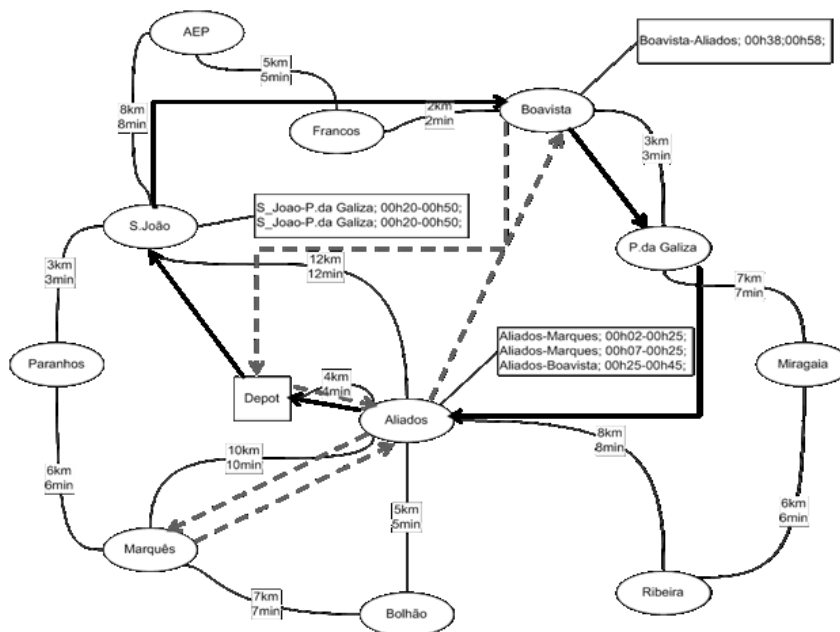 AEP
5km
5min
Boavista-Aliados; 00h38;00h58;
8km
8min
Francos
2km
2min
Boavista
3km
3min
S.João
S_Joao-P.da Galiza; 00h20-00h50;
S_Joao-P.da Galiza; 00h20-00h50;
P.da Galiza
12km
12min
3km
3min
7km
7min
Paranhos
Aliados-Marques; 00h02-00h25;
Aliados-Marques; 00h07-00h25;
Aliados-Boavista; 00h25-00h45;
Miragaia
Depot
4km
4min
Aliados
10km
10min
8km
8min
6km
6min
5km
5min
6km
6min
Marquês
7km
7min
Bolhão
Ribeira